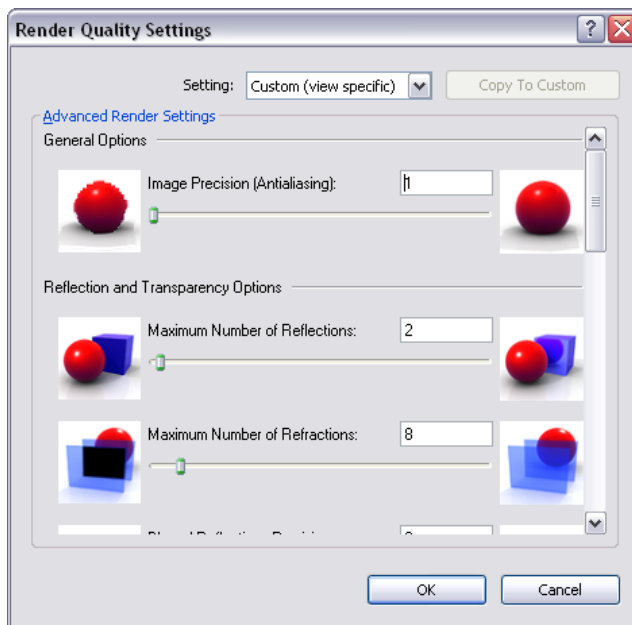 Render Quality Settings
Setting: Custom (view specific) Copy To Custom
Advanced Render Settings
General Options
Image Precision (Antialiasing): 1
Reflection and Transparency Options
Maximum Number of Reflections: 2
Maximum Number of Refractions: 8
OK Cancel